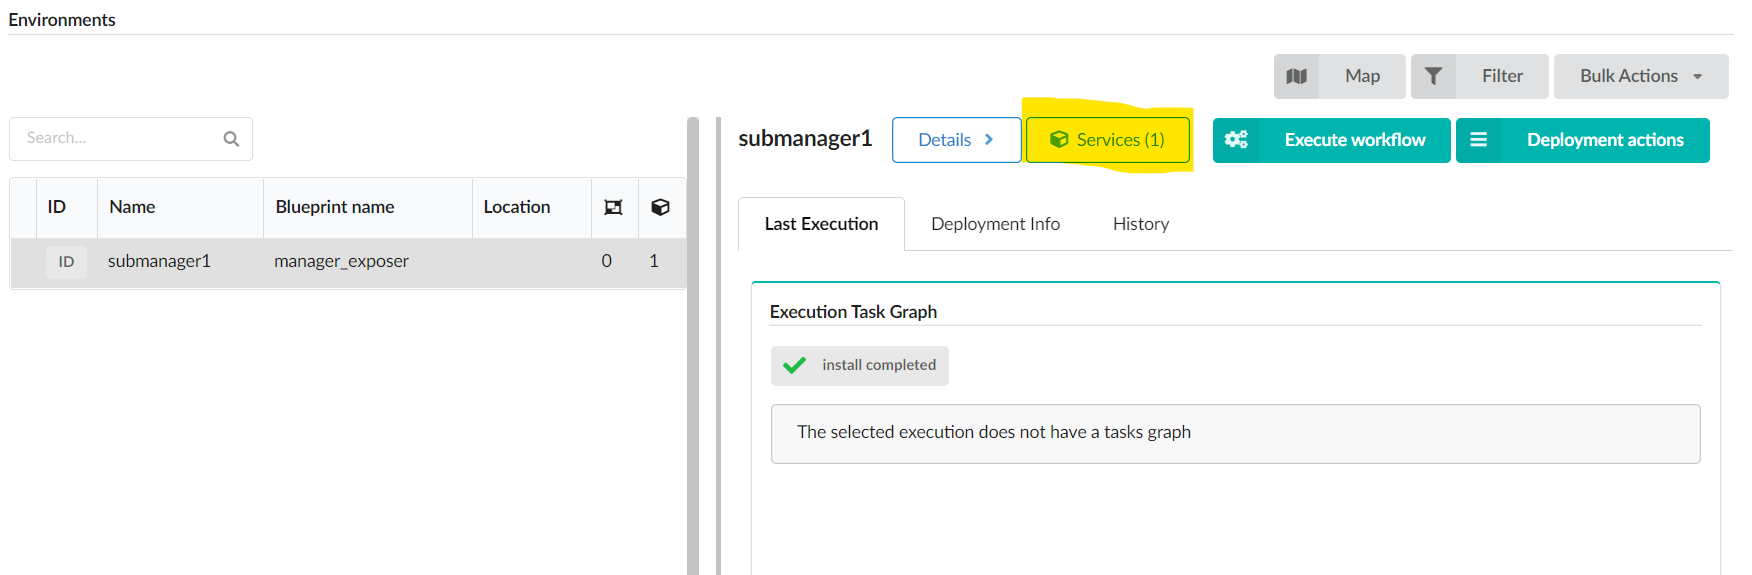 Environments
Map
Filter
Bulk Actions
Search...
submanager1
Details
Services (1)
Execute workflow
Deployment actions
ID Name Blueprint name Location
ID submanager1 manager_exposer 0 1
Last Execution
Deployment Info
History
Execution Task Graph
install completed
The selected execution does not have a tasks graph